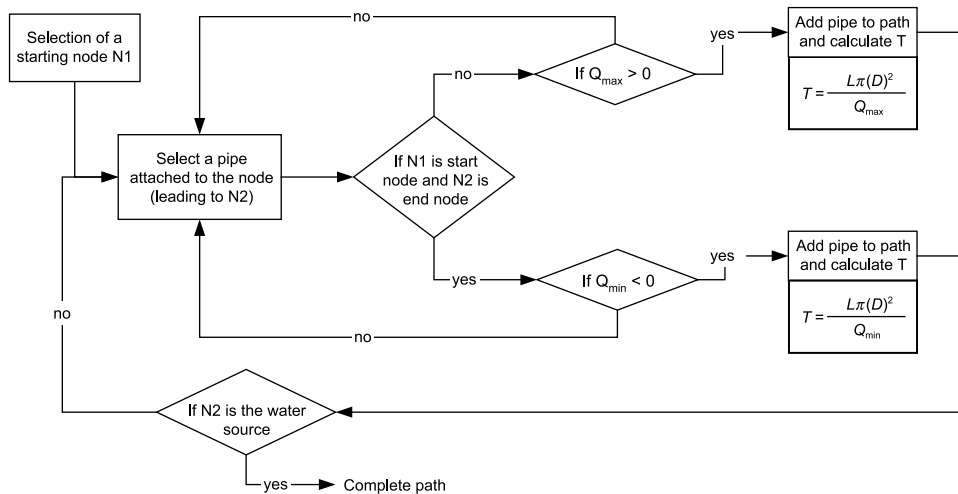 Selection of a
starting node N1
Select a pipe
attached to the node
(leading to N2)
If N1 is start
node and N2 is
end node
no
no
If Q_max > 0
yes
Add pipe to path
and calculate T
T = Lπ(D)² / Q_max
yes
no
If Q_min < 0
yes
Add pipe to path
and calculate T
T = Lπ(D)² / Q_min
no
If N2 is the water
source
yes
Complete path